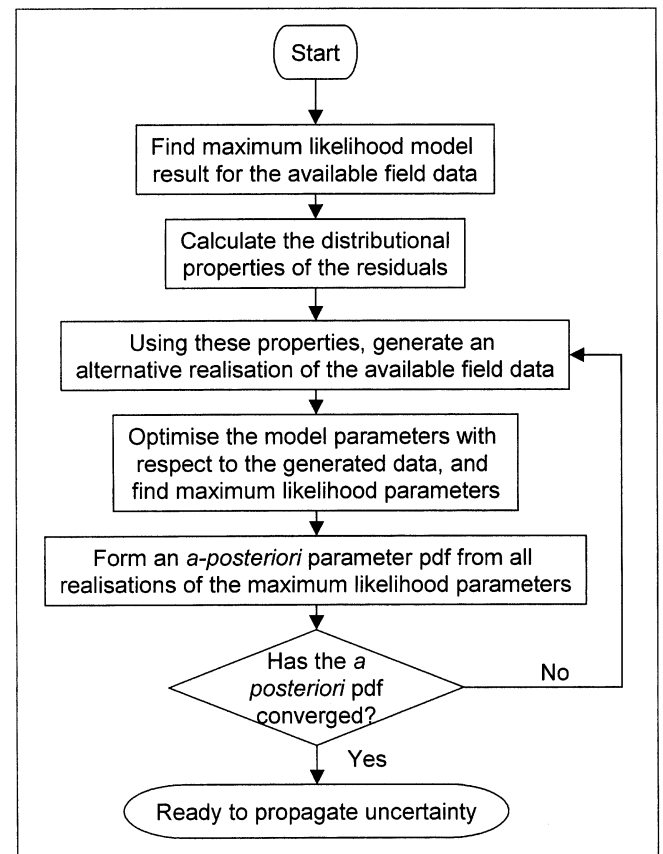 Start
Find maximum likelihood model
result for the available field data
Calculate the distributional
properties of the residuals
Using these properties, generate an
alternative realisation of the available field data
Optimise the model parameters with
respect to the generated data, and
find maximum likelihood parameters
Form an a-posteriori parameter pdf from all
realisations of the maximum likelihood parameters
Has the a
posteriori pdf
converged?
No
Yes
Ready to propagate uncertainty